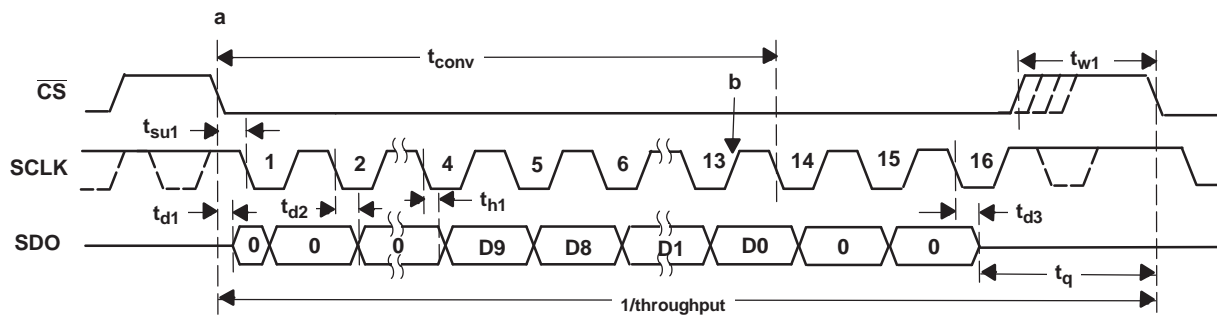 a
t_conv
t_w1
CS
b
t_su1
SCLK 1 2 4 5 6 13 14 15 16
t_d1 t_d2 t_h1 t_d3
SDO 0 0 0 D9 D8 D1 D0 0 0
t_q
1/throughput